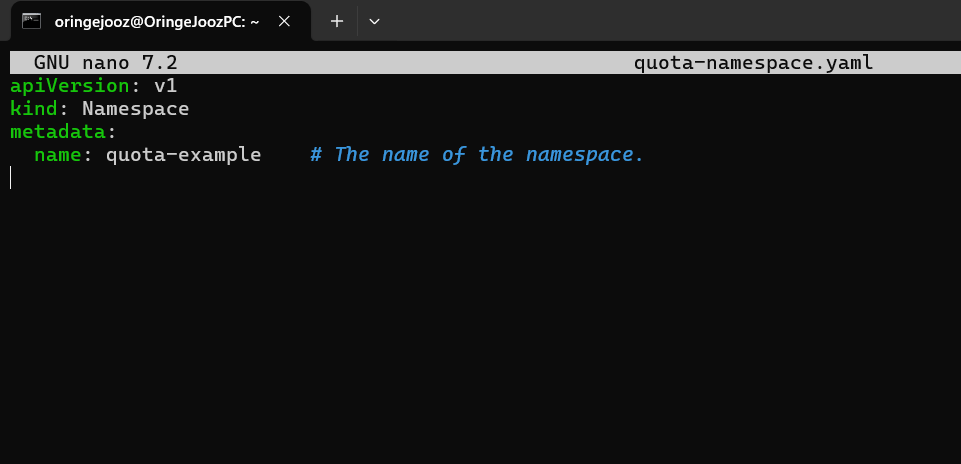 oringejooz@OringeJoozPC: ~
GNU nano 7.2 quota-namespace.yaml
apiVersion: v1
kind: Namespace
metadata:
  name: quota-example    # The name of the namespace.